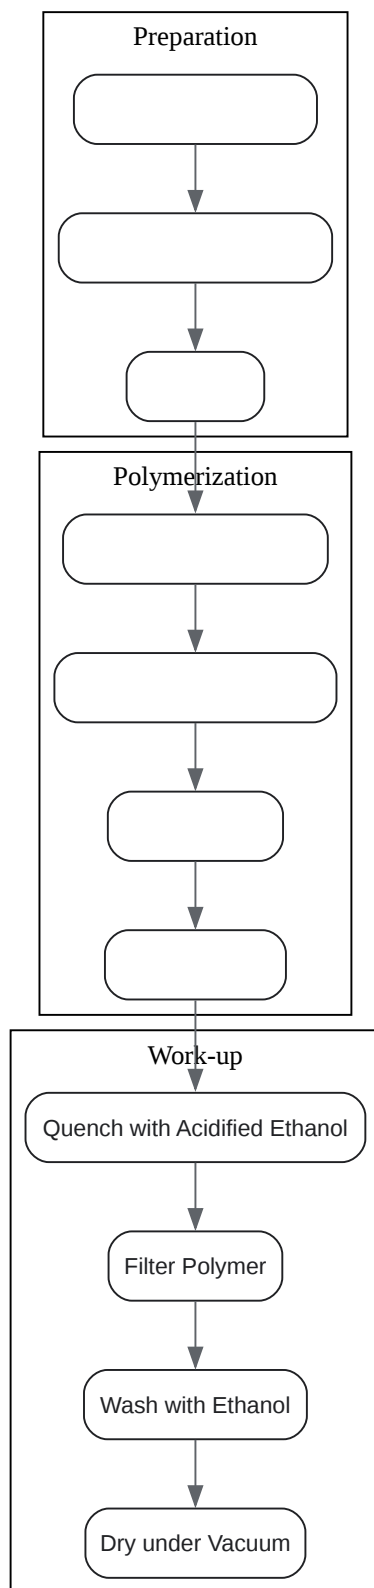 Preparation
Polymerization
Work-up
Quench with Acidified Ethanol
Filter Polymer
Wash with Ethanol
Dry under Vacuum